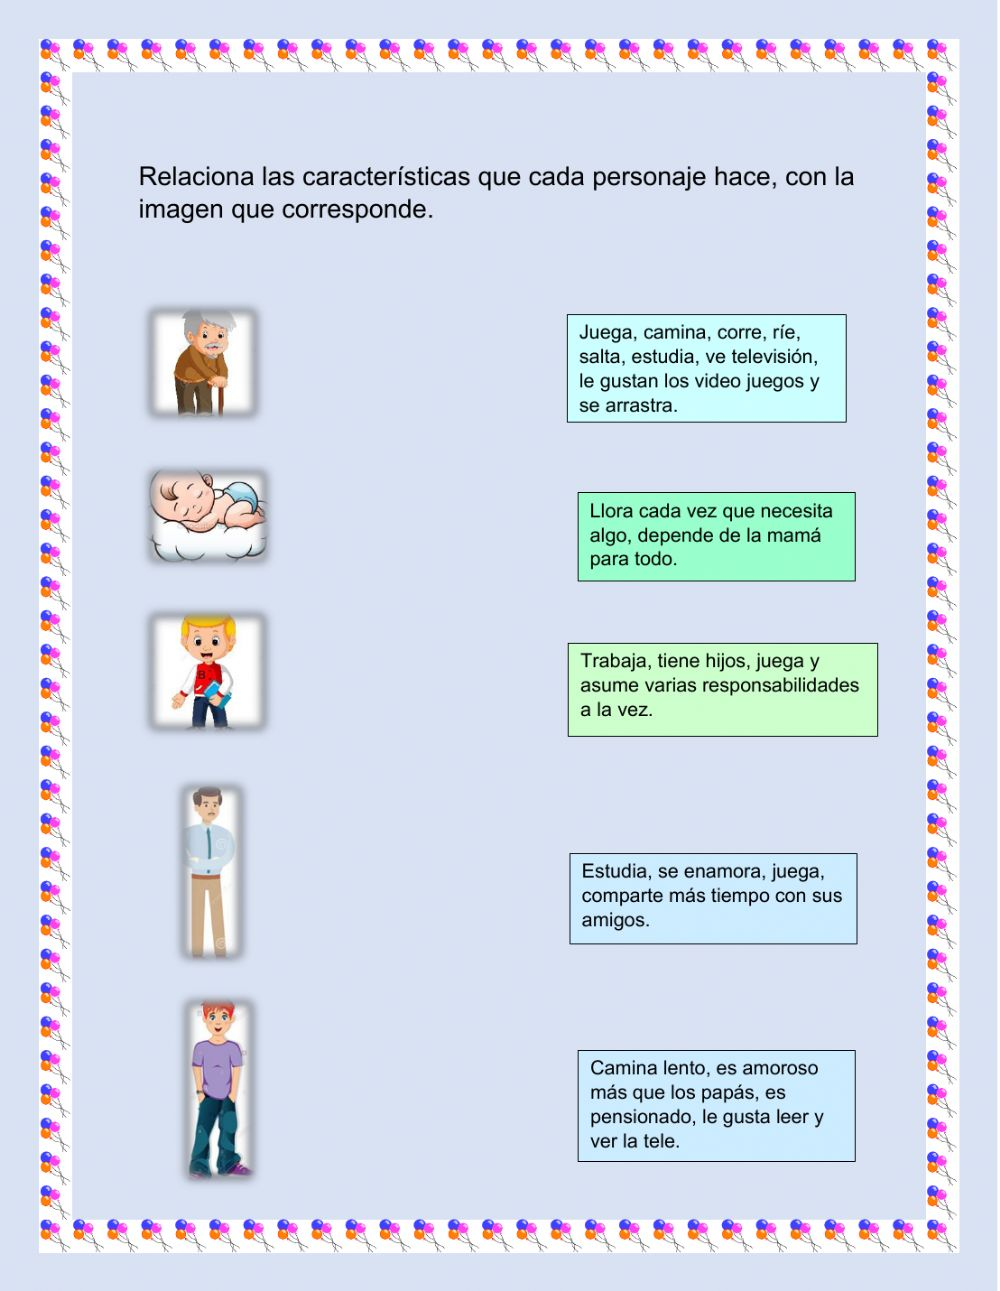 Relaciona las características que cada personaje hace, con la
imagen que corresponde.
Juega, camina, corre, ríe,
salta, estudia, ve televisión,
le gustan los video juegos y
se arrastra.
Llora cada vez que necesita
algo, depende de la mamá
para todo.
B
Trabaja, tiene hijos, juega y
asume varias responsabilidades
a la vez.
Estudia, se enamora, juega,
comparte más tiempo con sus
amigos.
Camina lento, es amoroso
más que los papás, es
pensionado, le gusta leer y
ver la tele.